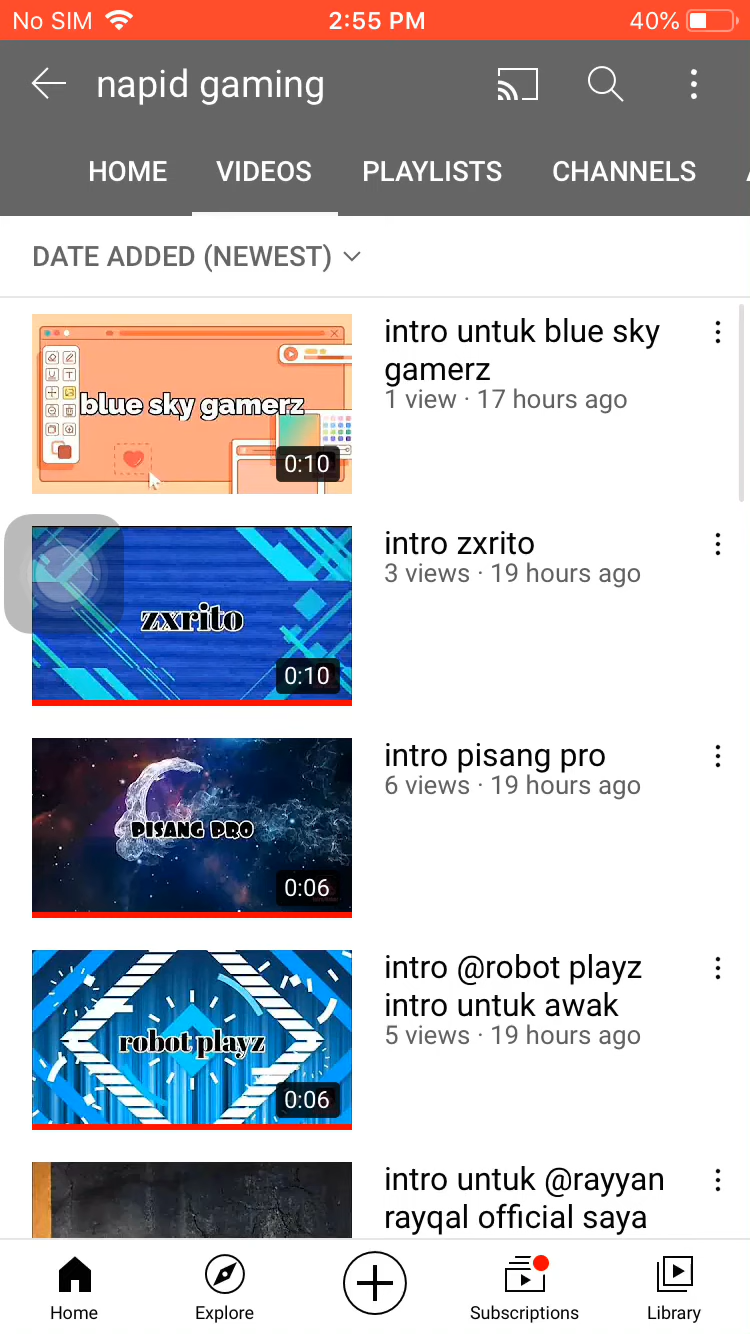 No SIM 2:55 PM 40%
napid gaming
HOME VIDEOS PLAYLISTS CHANNELS
DATE ADDED (NEWEST)
blue sky gamerz
0:10
intro untuk blue sky
gamerz
1 view · 17 hours ago
zxrito
0:10
intro zxrito
3 views · 19 hours ago
PISANG PRO
0:06
intro pisang pro
6 views · 19 hours ago
robot playz
0:06
intro @robot playz
intro untuk awak
5 views · 19 hours ago
intro untuk @rayyan
rayqal official saya
Home Explore Subscriptions Library